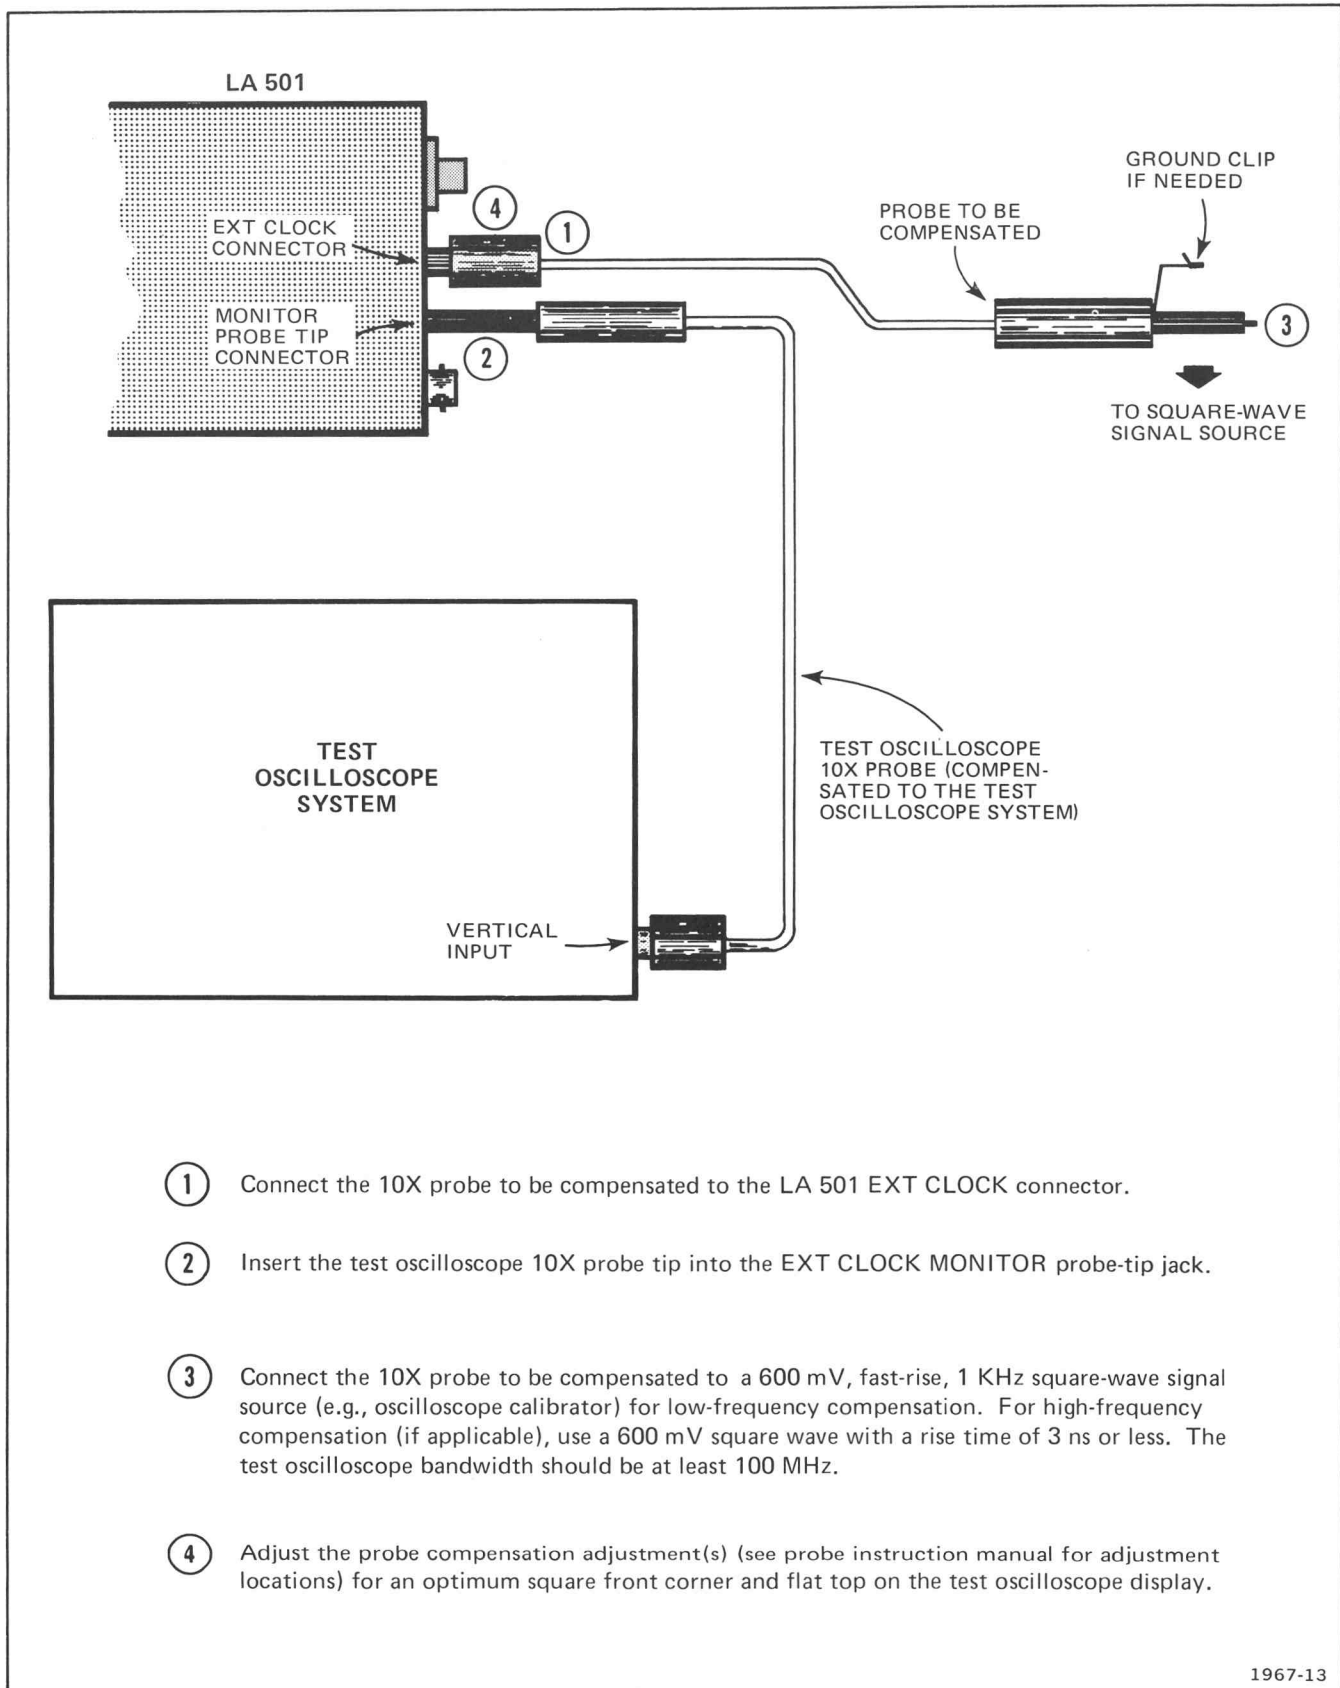 LA 501
GROUND CLIP
IF NEEDED
4
PROBE TO BE
COMPENSATED
EXT CLOCK
CONNECTOR
1
MONITOR
PROBE TIP
CONNECTOR
3
2
TO SQUARE-WAVE
SIGNAL SOURCE
TEST
OSCILLOSCOPE
SYSTEM
TEST OSCILLOSCOPE
10X PROBE (COMPEN-
SATED TO THE TEST
OSCILLOSCOPE SYSTEM)
VERTICAL
INPUT
1 Connect the 10X probe to be compensated to the LA 501 EXT CLOCK connector.
2 Insert the test oscilloscope 10X probe tip into the EXT CLOCK MONITOR probe-tip jack.
3 Connect the 10X probe to be compensated to a 600 mV, fast-rise, 1 KHz square-wave signal
source (e.g., oscilloscope calibrator) for low-frequency compensation. For high-frequency
compensation (if applicable), use a 600 mV square wave with a rise time of 3 ns or less. The
test oscilloscope bandwidth should be at least 100 MHz.
4 Adjust the probe compensation adjustment(s) (see probe instruction manual for adjustment
locations) for an optimum square front corner and flat top on the test oscilloscope display.
1967-13